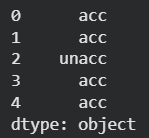 0      acc
1      acc
2    unacc
3      acc
4      acc
dtype: object